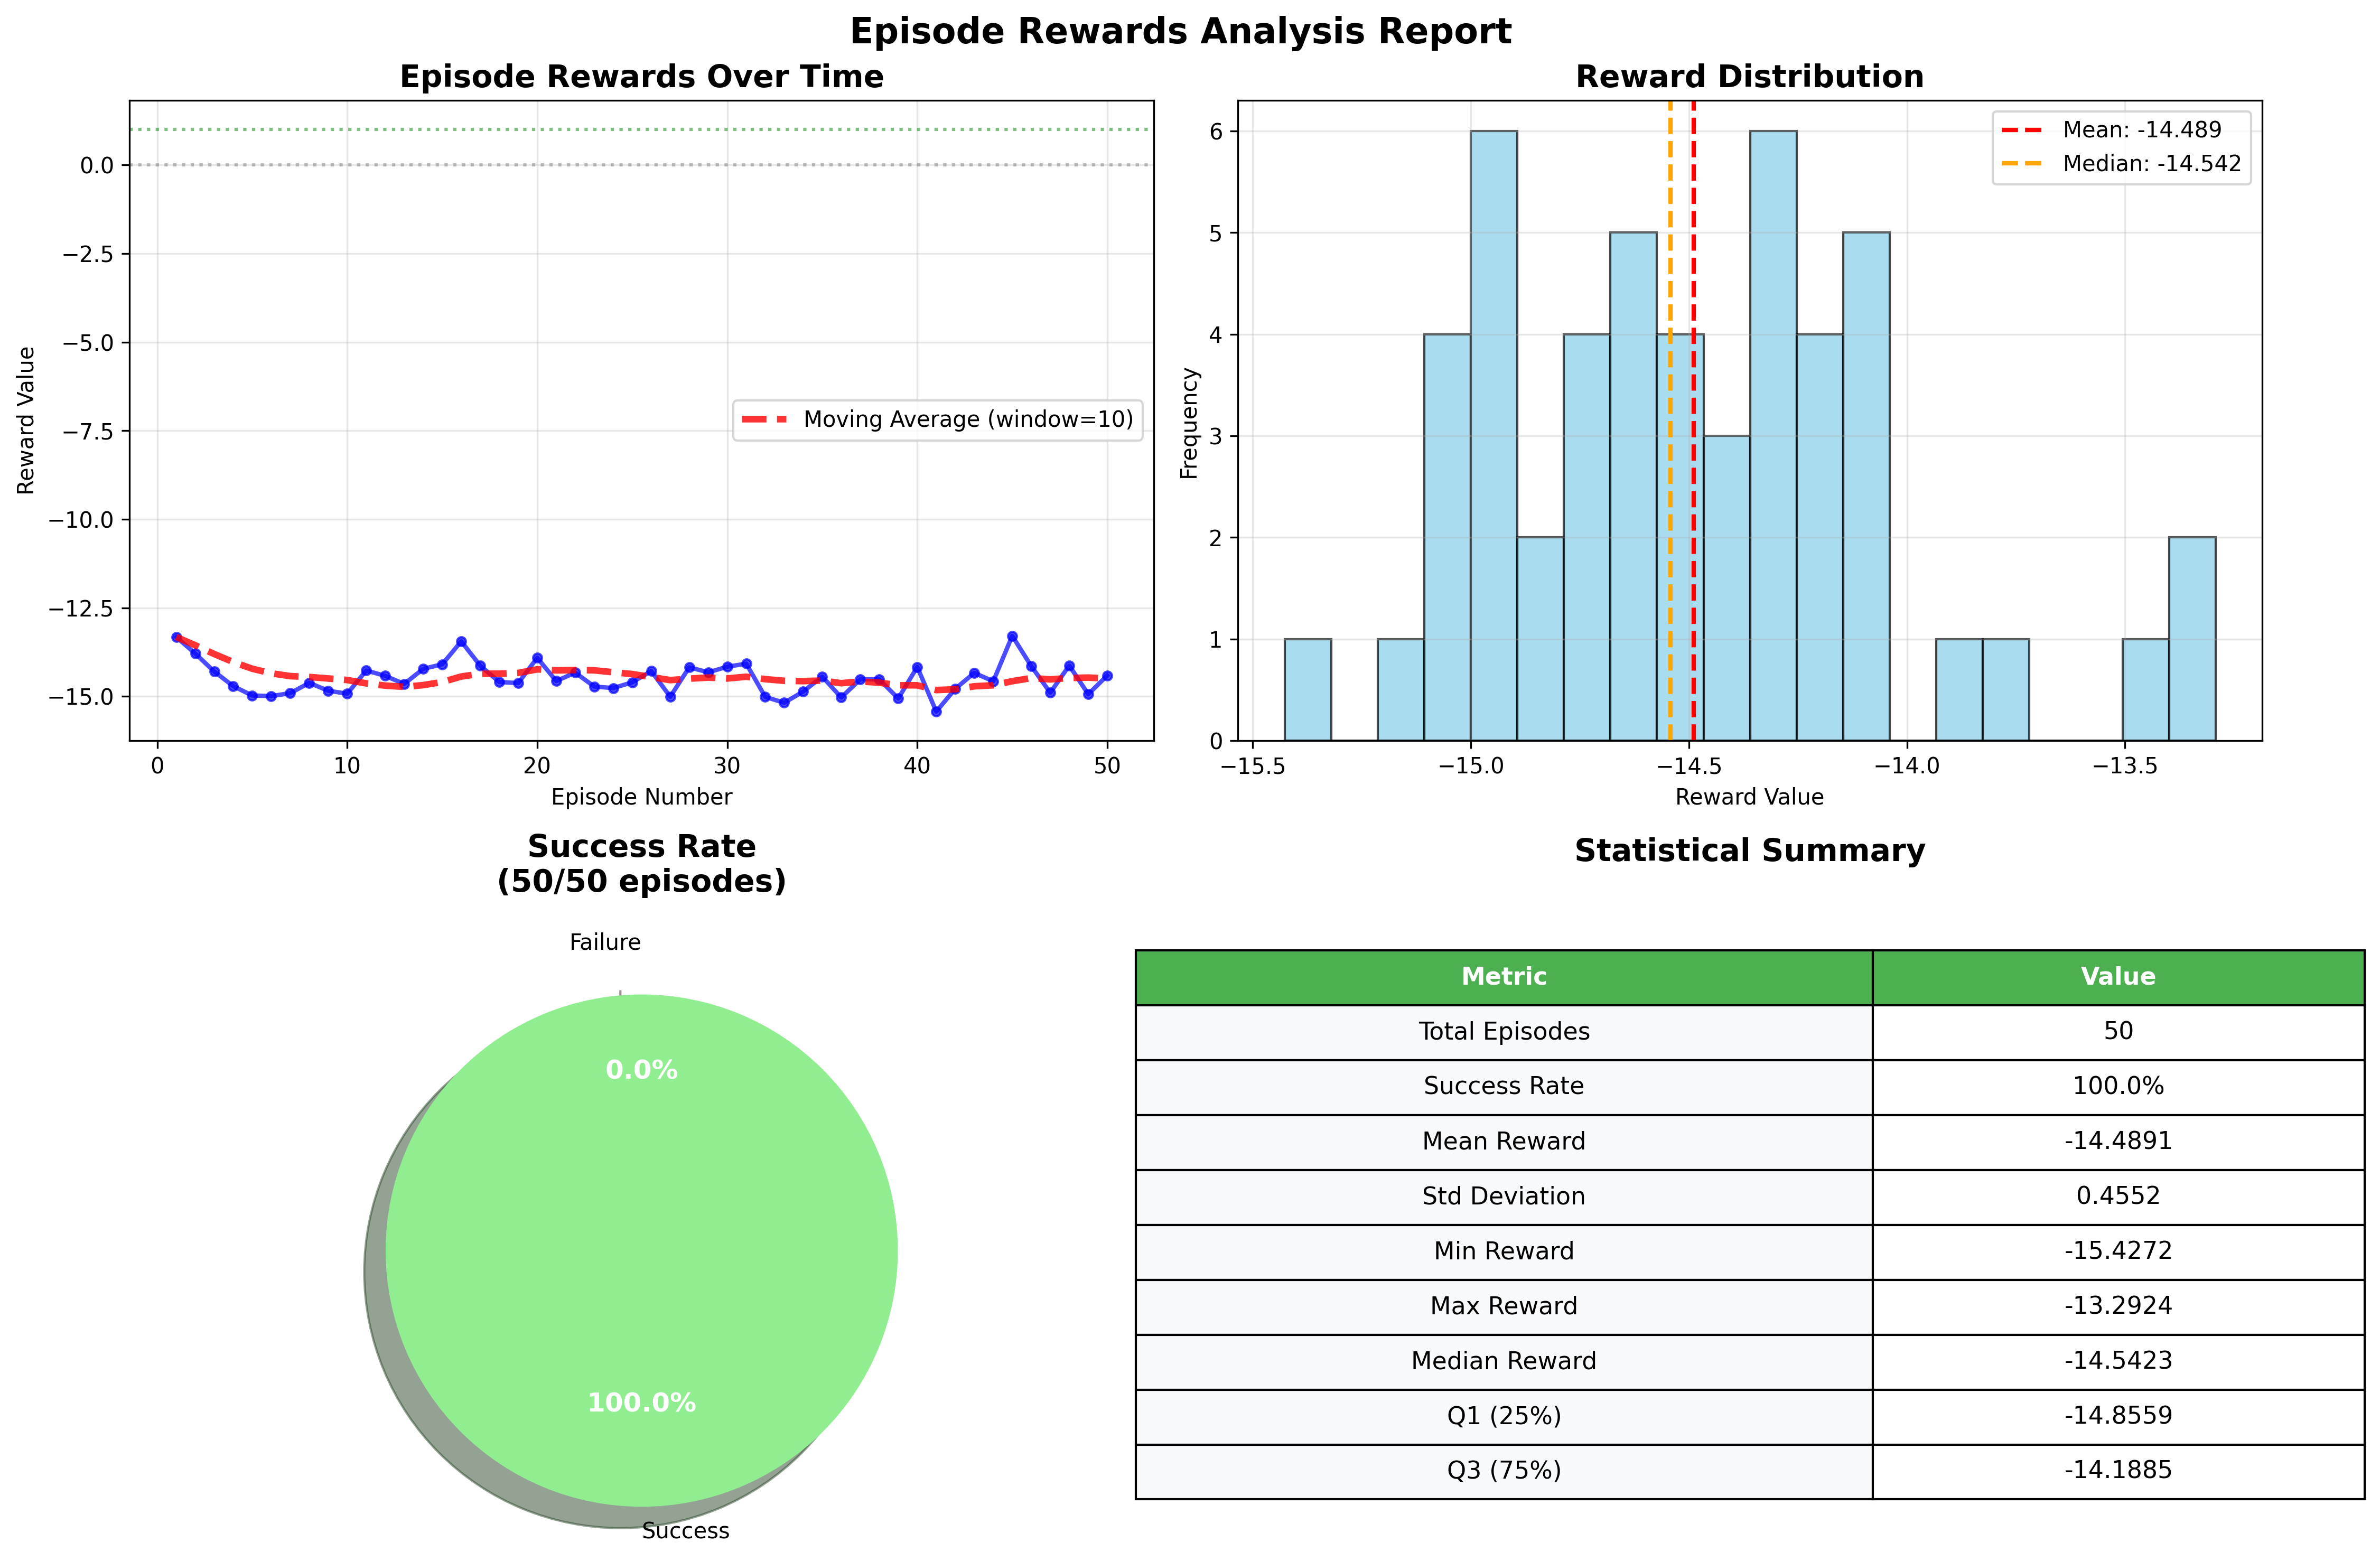 Episode Rewards Analysis Report
Episode Rewards Over Time
Reward Value
0.0
−2.5
−5.0
−7.5
−10.0
−12.5
−15.0
Moving Average (window=10)
0 10 20 30 40 50
Episode Number
Reward Distribution
Frequency
6
5
4
3
2
1
0
Mean: -14.489
Median: -14.542
−15.5 −15.0 −14.5 −14.0 −13.5
Reward Value
Success Rate
(50/50 episodes)
Failure
0.0%
100.0%
Success
Statistical Summary
Metric Value
Total Episodes 50
Success Rate 100.0%
Mean Reward -14.4891
Std Deviation 0.4552
Min Reward -15.4272
Max Reward -13.2924
Median Reward -14.5423
Q1 (25%) -14.8559
Q3 (75%) -14.1885